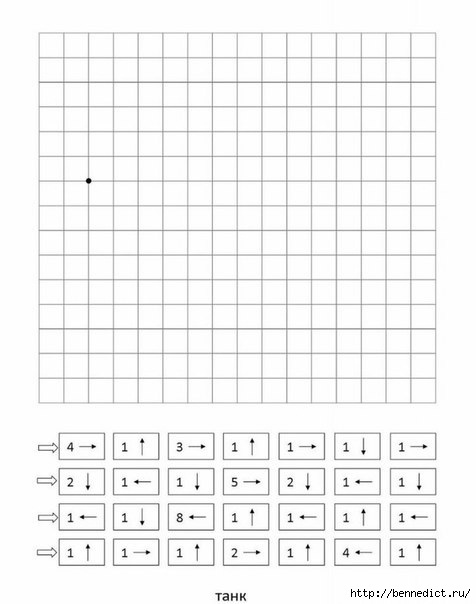 4 → 1 ↑ 3 → 1 ↑ 1 → 1 ↓ 1 →
2 ↓ 1 ← 1 ↓ 5 → 2 ↓ 1 ← 1 ↓
1 ← 1 ↓ 8 ← 1 ↑ 1 ← 1 ↑ 1 ←
1 ↑ 1 → 1 ↑ 2 → 1 ↑ 4 ← 1 ↑
танк
http://bennedict.ru/